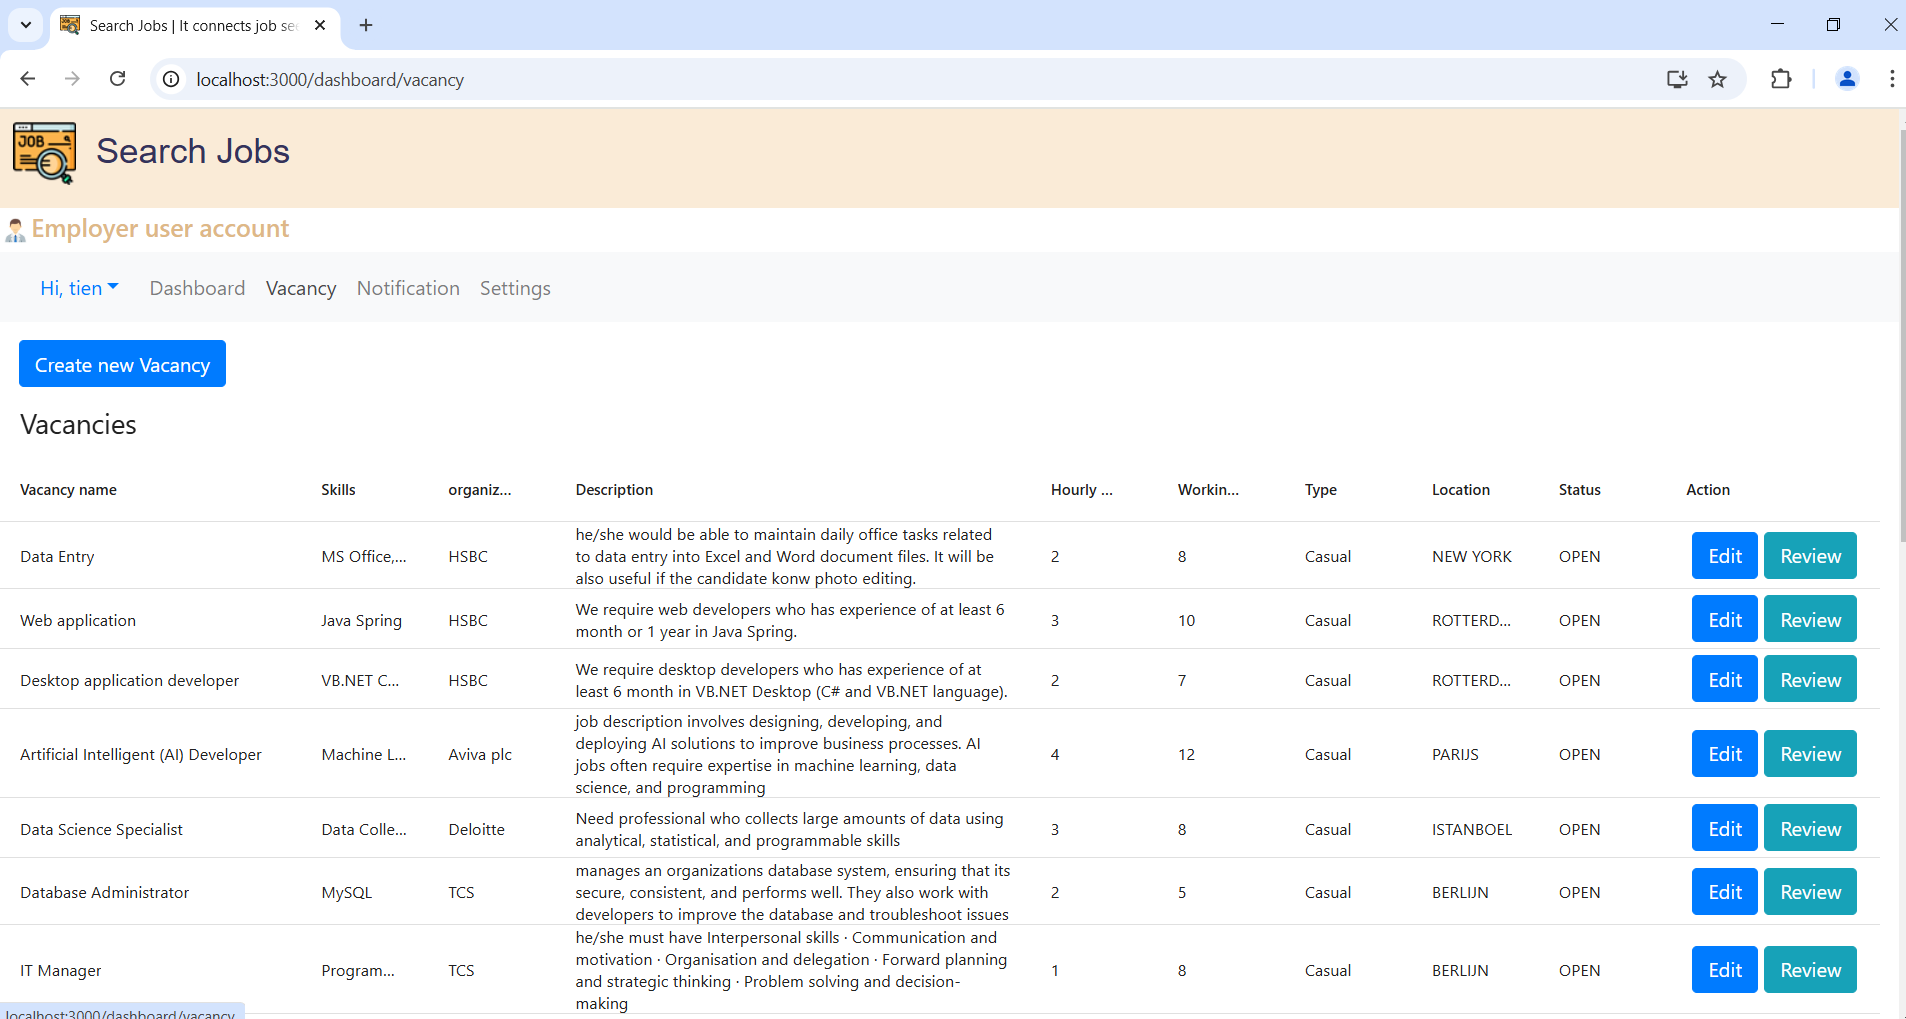 Search Jobs | It connects job see
localhost:3000/dashboard/vacancy
JOB
Search Jobs
Employer user account
Hi, tien Dashboard Vacancy Notification Settings
Create new Vacancy
Vacancies
Vacancy name Skills organiz... Description Hourly ... Workin... Type Location Status Action
he/she would be able to maintain daily office tasks related
Data Entry MS Office,... HSBC to data entry into Excel and Word document files. It will be 2 8 Casual NEW YORK OPEN Edit Review
also useful if the candidate konw photo editing.
We require web developers who has experience of at least 6
Web application Java Spring HSBC month or 1 year in Java Spring. 3 10 Casual ROTTERD... OPEN Edit Review
We require desktop developers who has experience of at
Desktop application developer VB.NET C... HSBC least 6 month in VB.NET Desktop (C# and VB.NET language). 2 7 Casual ROTTERD... OPEN Edit Review
job description involves designing, developing, and
deploying AI solutions to improve business processes. AI
Artificial Intelligent (AI) Developer Machine L... Aviva plc jobs often require expertise in machine learning, data 4 12 Casual PARIJS OPEN Edit Review
science, and programming
Need professional who collects large amounts of data using
Data Science Specialist Data Colle... Deloitte analytical, statistical, and programmable skills 3 8 Casual ISTANBOEL OPEN Edit Review
manages an organizations database system, ensuring that its
Database Administrator MySQL TCS secure, consistent, and performs well. They also work with 2 5 Casual BERLIJN OPEN Edit Review
developers to improve the database and troubleshoot issues
he/she must have Interpersonal skills · Communication and
motivation · Organisation and delegation · Forward planning
IT Manager Program... TCS and strategic thinking · Problem solving and decision- 1 8 Casual BERLIJN OPEN Edit Review
making
localhost:3000/dashboard/vacancy